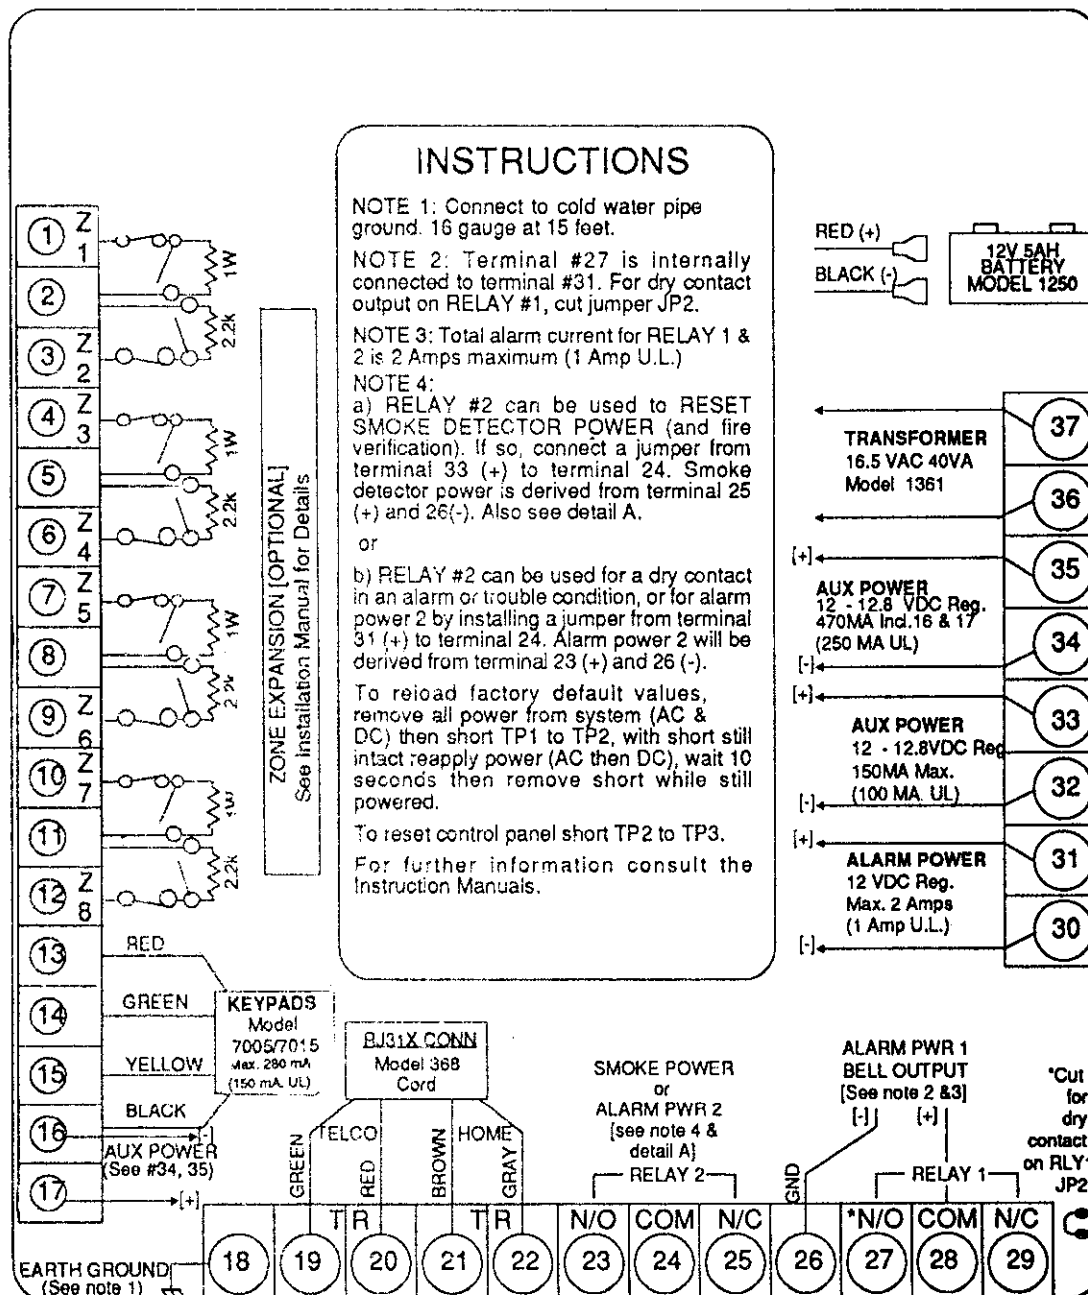 INSTRUCTIONS
NOTE 1: Connect to cold water pipe
ground. 16 gauge at 15 feet.
NOTE 2: Terminal #27 is internally
connected to terminal #31. For dry contact
output on RELAY #1, cut jumper JP2.
NOTE 3: Total alarm current for RELAY 1 &
2 is 2 Amps maximum (1 Amp U.L.)
NOTE 4:
a) RELAY #2 can be used to RESET
SMOKE DETECTOR POWER (and fire
verification). If so, connect a jumper from
terminal 33 (+) to terminal 24. Smoke
detector power is derived from terminal 25
(+) and 26(-). Also see detail A.
or
b) RELAY #2 can be used for a dry contact
in an alarm or trouble condition, or for alarm
power 2 by installing a jumper from terminal
31 (+) to terminal 24. Alarm power 2 will be
derived from terminal 23 (+) and 26 (-).
To reload factory default values,
remove all power from system (AC &
DC) then short TP1 to TP2, with short still
intact reapply power (AC then DC), wait 10
seconds then remove short while still
powered.
To reset control panel short TP2 to TP3.
For further information consult the
Instruction Manuals.
1 Z 1
2
3 Z 2
4 Z 3
5
6 Z 4
7 Z 5
8
9 Z 6
10 Z 7
11
12 Z 8
13
14
15
16
17
1W
2.2k
1W
2.2k
1W
2.2k
1W
2.2k
ZONE EXPANSION [OPTIONAL]
See Installation Manual for Details
RED (+)
BLACK (-)
12V 5AH
BATTERY
MODEL 1250
37
TRANSFORMER
16.5 VAC 40VA
Model 1361
36
[+]
35
AUX POWER
12 - 12.8 VDC Reg.
470MA Incl.16 & 17
(250 MA UL)
34
[-]
[+]
33
AUX POWER
12 - 12.8VDC Reg
150MA Max.
(100 MA UL)
32
[-]
[+]
31
ALARM POWER
12 VDC Reg.
Max. 2 Amps
(1 Amp U.L.)
30
[-]
RED
GREEN
YELLOW
BLACK
[-]
AUX POWER
(See #34, 35)
[+]
KEYPADS
Model
7005/7015
Max. 280 mA
(150 mA UL)
RJ31X CONN
Model 368
Cord
TELCO
HOME
GREEN
RED
BROWN
GRAY
SMOKE POWER
or
ALARM PWR 2
[see note 4 &
detail A]
RELAY 2
ALARM PWR 1
BELL OUTPUT
[See note 2 &3]
[-] [+]
GND
RELAY 1
*Cut
for
dry
contact
on RLY1
JP2
T R T R N/O COM N/C *N/O COM N/C
18 19 20 21 22 23 24 25 26 27 28 29
EARTH GROUND
(See note 1)